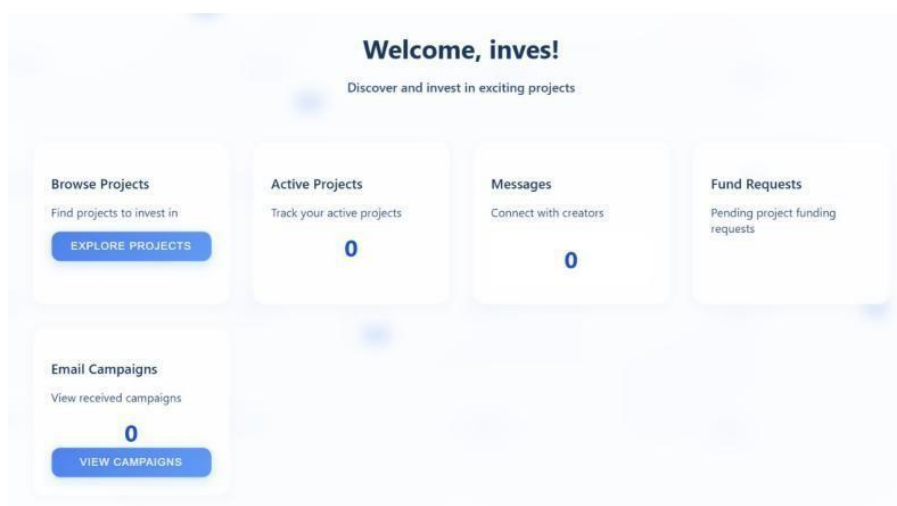 Welcome, inves!
Discover and invest in exciting projects
Browse Projects
Find projects to invest in
EXPLORE PROJECTS
Active Projects
Track your active projects
0
Messages
Connect with creators
0
Fund Requests
Pending project funding
requests
Email Campaigns
View received campaigns
0
VIEW CAMPAIGNS